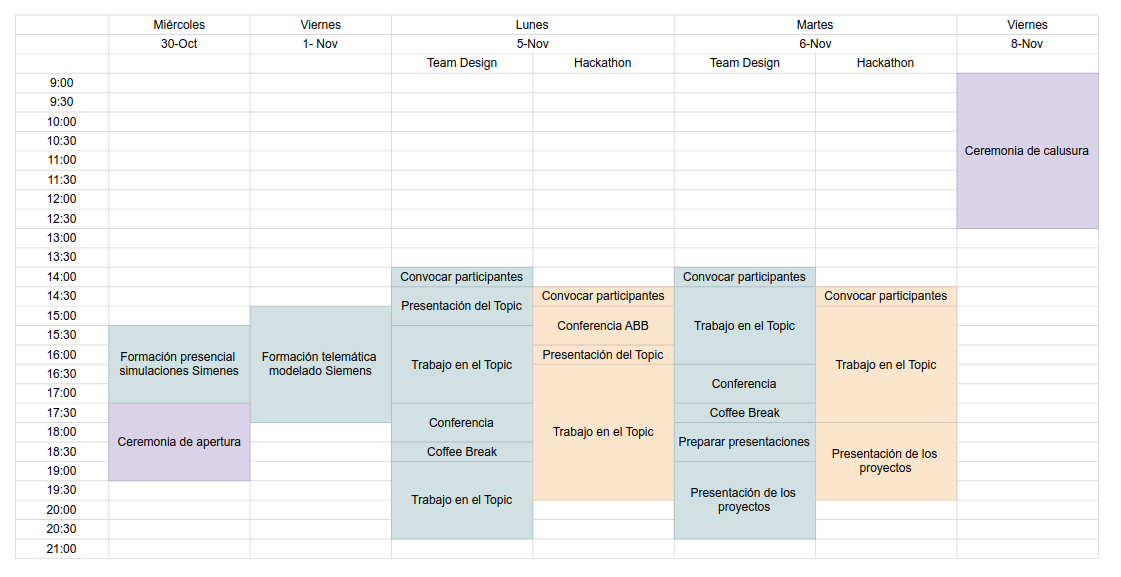 Miércoles Viernes Lunes Martes Viernes
30-Oct 1- Nov 5-Nov 6-Nov 8-Nov
Team Design Hackathon Team Design Hackathon
9:00
9:30
10:00
10:30
11:00 Ceremonia de calusura
11:30
12:00
12:30
13:00
13:30
14:00 Convocar participantes Convocar participantes
14:30 Convocar participantes Convocar participantes
Presentación del Topic
15:00
15:30 Conferencia ABB Trabajo en el Topic
16:00 Presentación del Topic
Formación presencial Formación telemática
simulaciones Simenes modelado Siemens
Trabajo en el Topic Trabajo en el Topic
16:30
Conferencia
17:00
17:30 Coffee Break
Conferencia
18:00 Trabajo en el Topic
Ceremonia de apertura Preparar presentaciones
18:30 Coffee Break
Presentación de los
proyectos
19:00
19:30
Trabajo en el Topic Presentación de los
proyectos
20:00
20:30
21:00